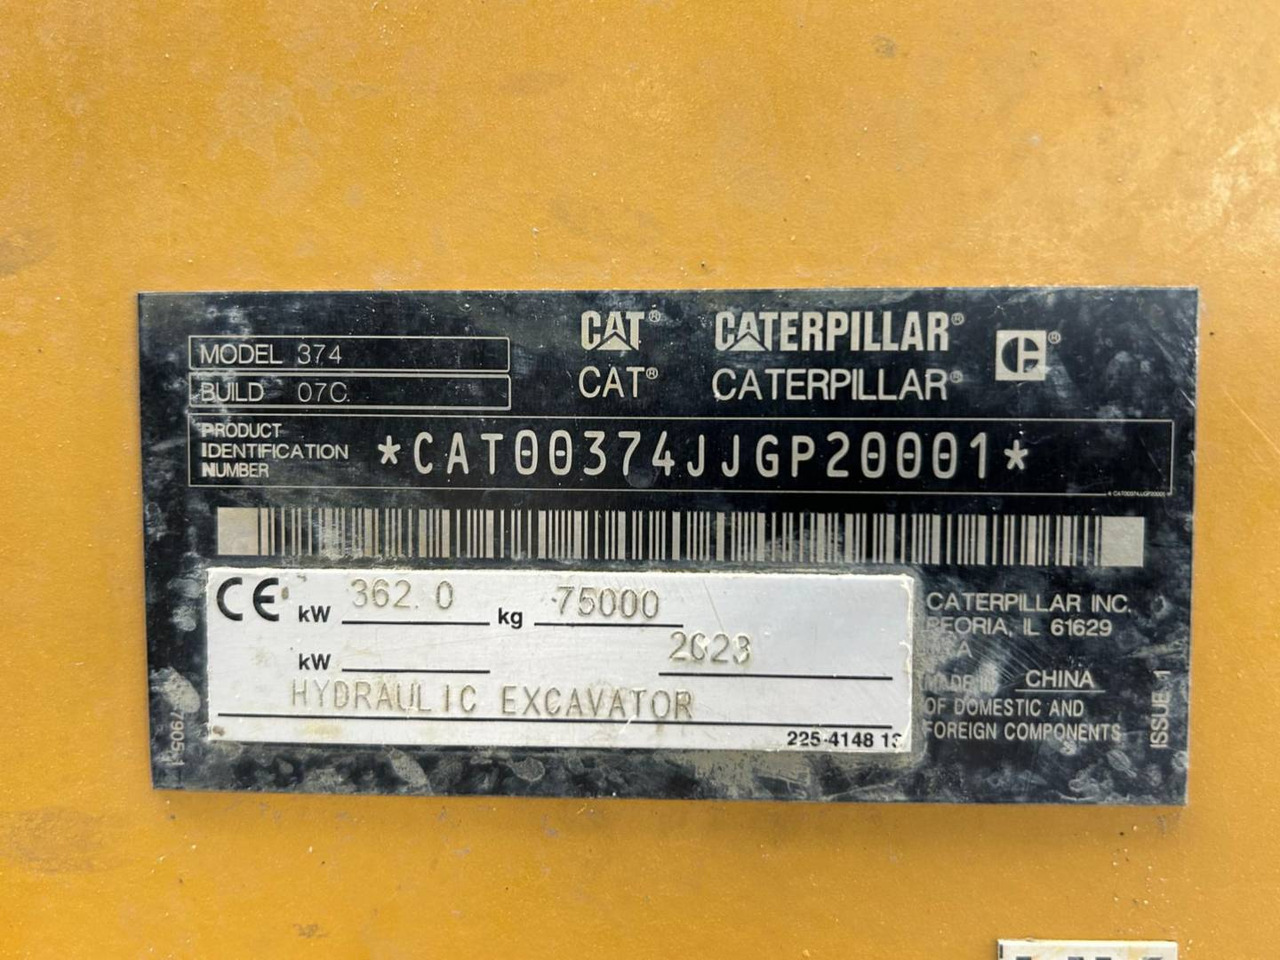 MODEL 374
BUILD 07C
CAT® CATERPILLAR®
CAT® CATERPILLAR®
PRODUCT
IDENTIFICATION
NUMBER
*CAT00374JJGP20001*
CE kW 362.0 kg 75000
kW 2023
HYDRAULIC EXCAVATOR
225-4148 13
CATERPILLAR INC.
PEORIA, IL 61629
MADE IN CHINA
OF DOMESTIC AND
FOREIGN COMPONENTS
ISSUE 1